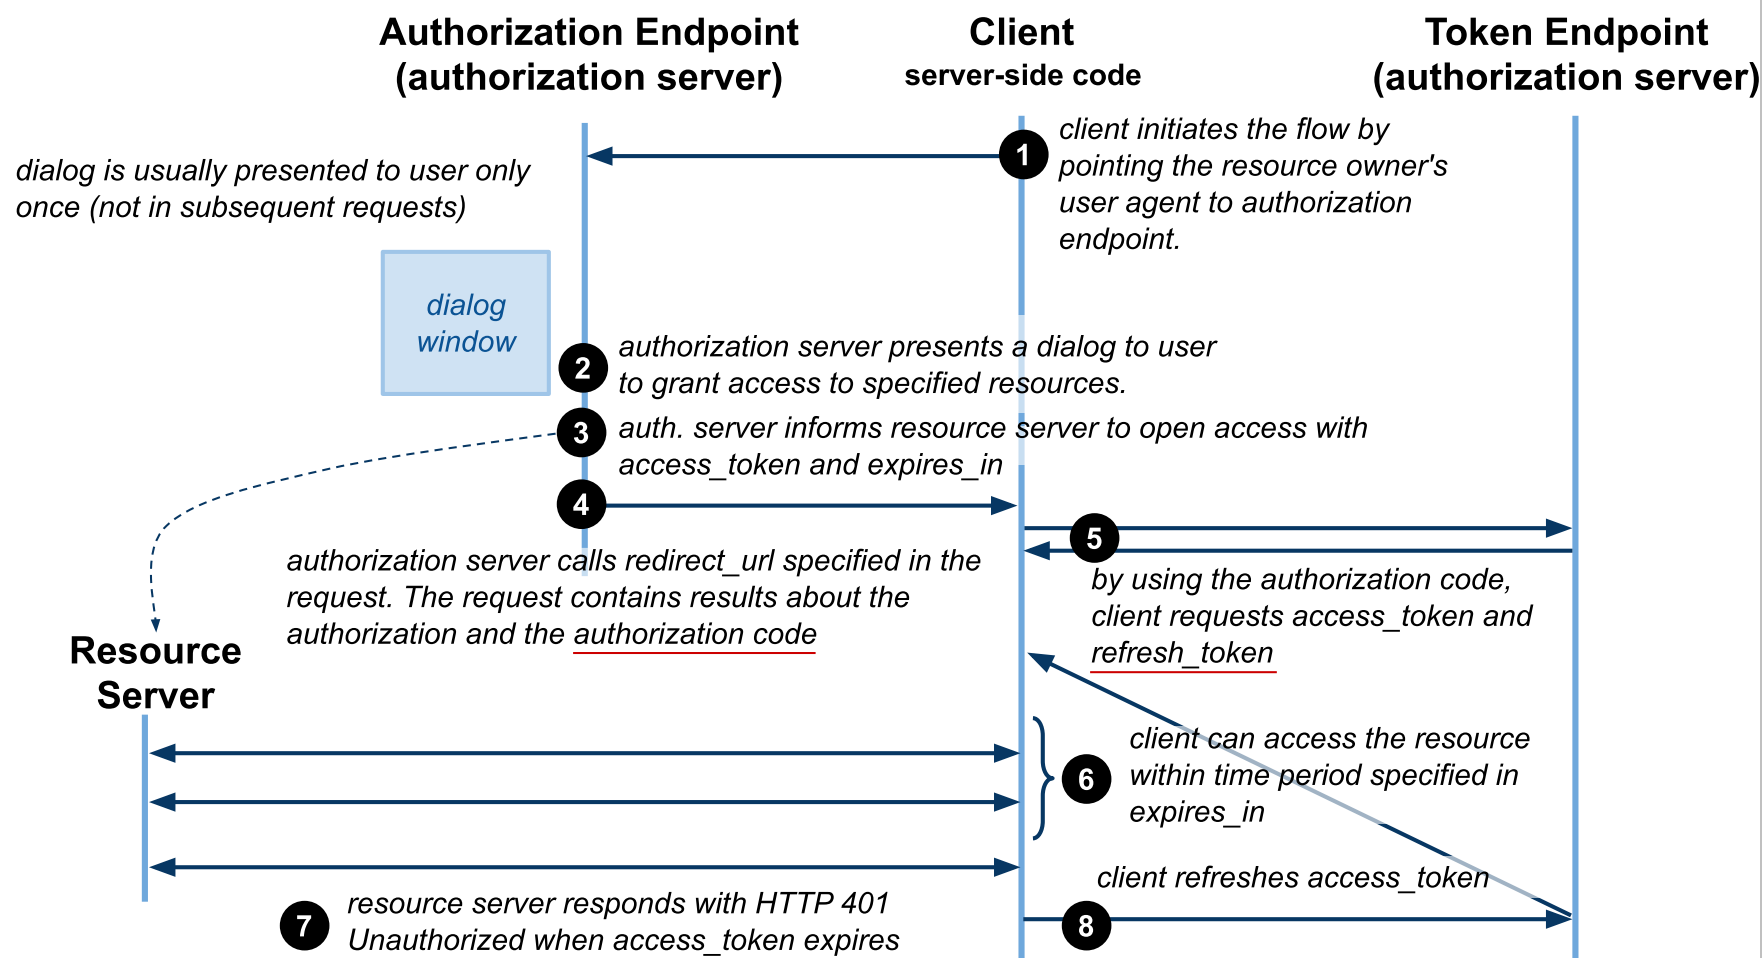 Authorization Endpoint
(authorization server)
Client
server-side code
Token Endpoint
(authorization server)
1
client initiates the flow by
pointing the resource owner's
user agent to authorization
endpoint.
dialog is usually presented to user only
once (not in subsequent requests)
dialog
window
2
authorization server presents a dialog to user
to grant access to specified resources.
3
auth. server informs resource server to open access with
access_token and expires_in
4
authorization server calls redirect_url specified in the
request. The request contains results about the
authorization and the authorization code
5
by using the authorization code,
client requests access_token and
refresh_token
Resource
Server
6
client can access the resource
within time period specified in
expires_in
7
resource server responds with HTTP 401
Unauthorized when access_token expires
client refreshes access_token
8